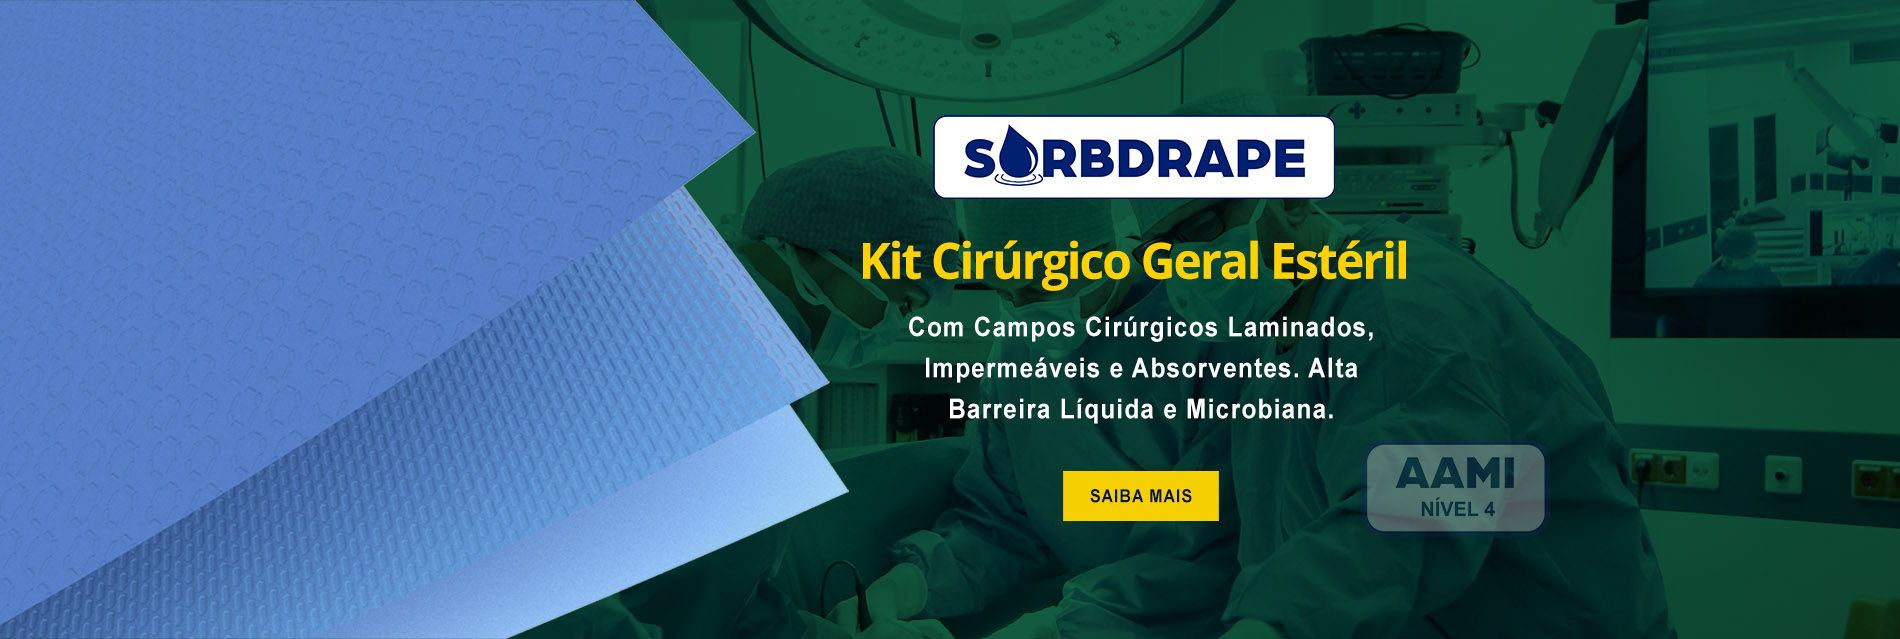 SORBDRAPE
Kit Cirúrgico Geral Estéril
Com Campos Cirúrgicos Laminados,
Impermeáveis e Absorventes. Alta
Barreira Líquida e Microbiana.
SAIBA MAIS
AAMI
NÍVEL 4